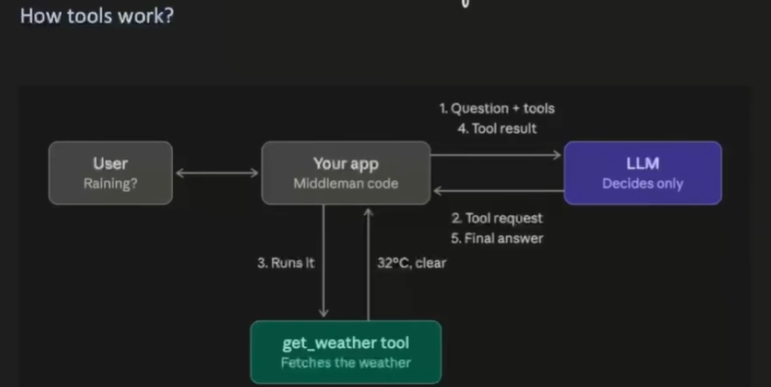 How tools work?
1. Question + tools
4. Tool result
User
Raining?
Your app
Middleman code
LLM
Decides only
2. Tool request
5. Final answer
3. Runs It
32°C, clear
get_weather tool
Fetches the weather